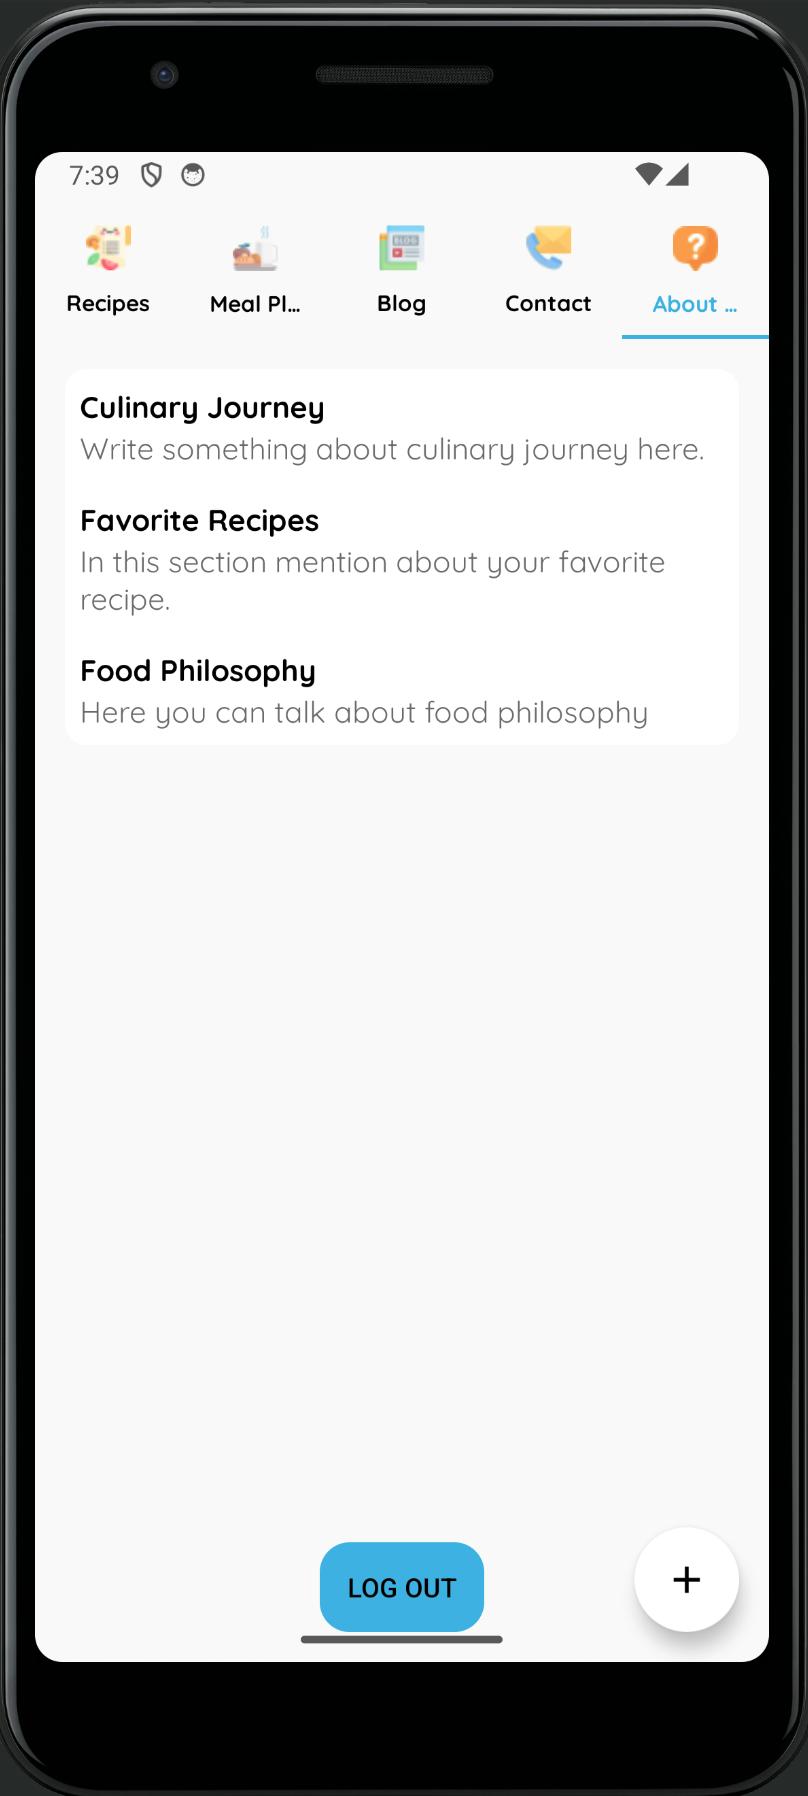 7:39
Recipes
Meal Pl...
Blog
BLOG
Contact
About ...
Culinary Journey
Write something about culinary journey here.
Favorite Recipes
In this section mention about your favorite
recipe.
Food Philosophy
Here you can talk about food philosophy
LOG OUT